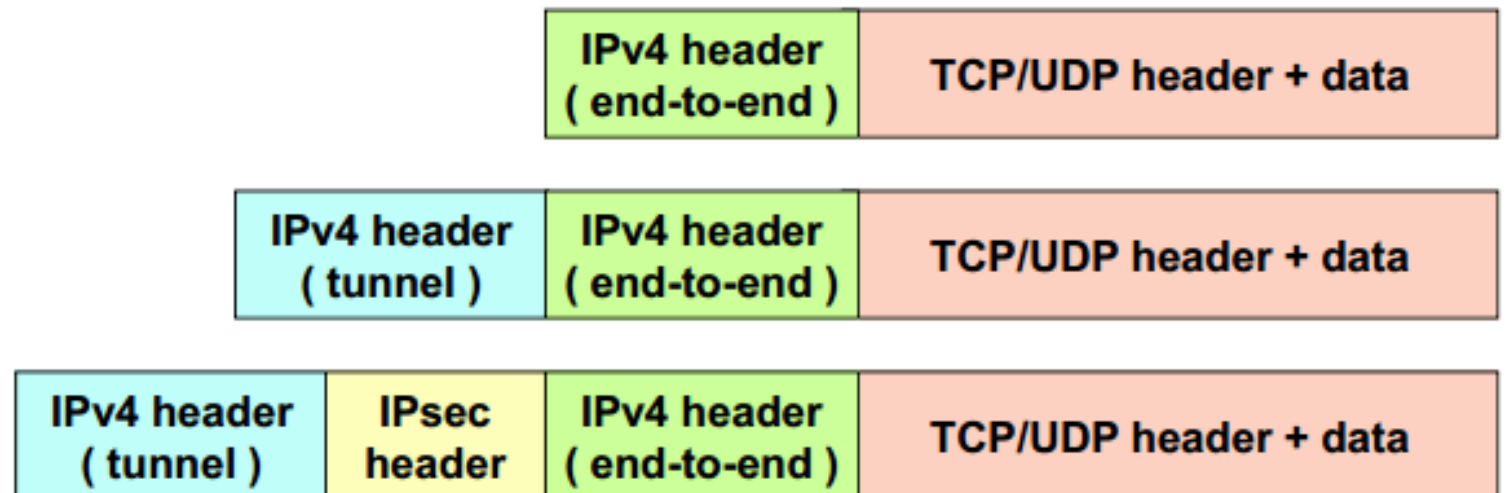 IPv4 header
( end-to-end )
TCP/UDP header + data
IPv4 header
( tunnel )
IPv4 header
( end-to-end )
TCP/UDP header + data
IPv4 header
( tunnel )
IPsec
header
IPv4 header
( end-to-end )
TCP/UDP header + data